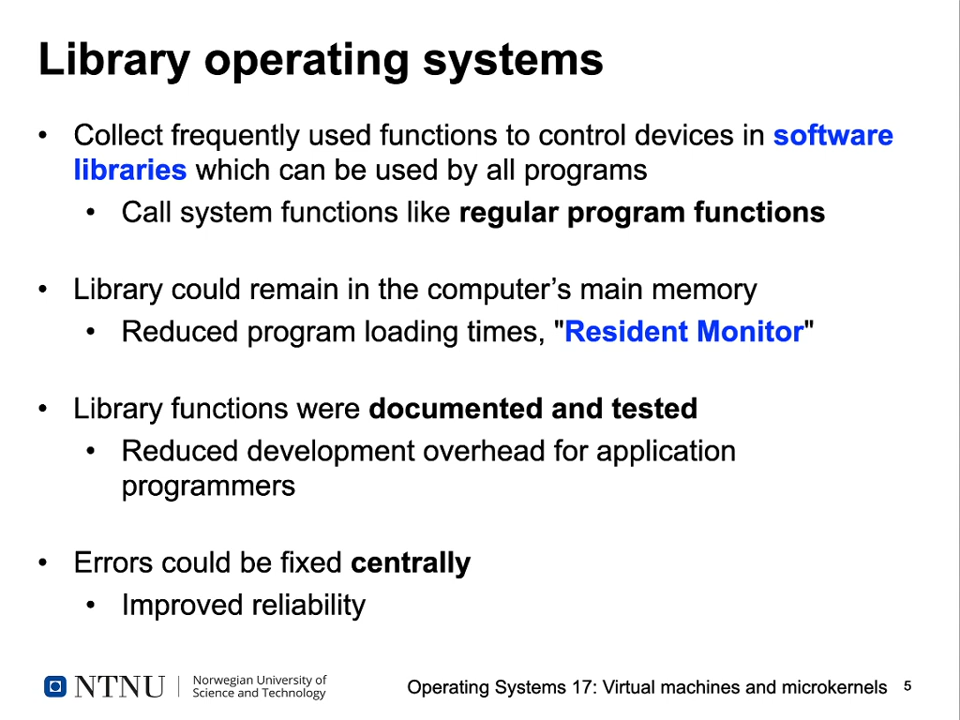 Library operating systems
• Collect frequently used functions to control devices in software
libraries which can be used by all programs
• Call system functions like regular program functions
• Library could remain in the computer’s main memory
• Reduced program loading times, "Resident Monitor"
• Library functions were documented and tested
• Reduced development overhead for application
programmers
• Errors could be fixed centrally
• Improved reliability
NTNU
Norwegian University of
Science and Technology
Operating Systems 17: Virtual machines and microkernels 5